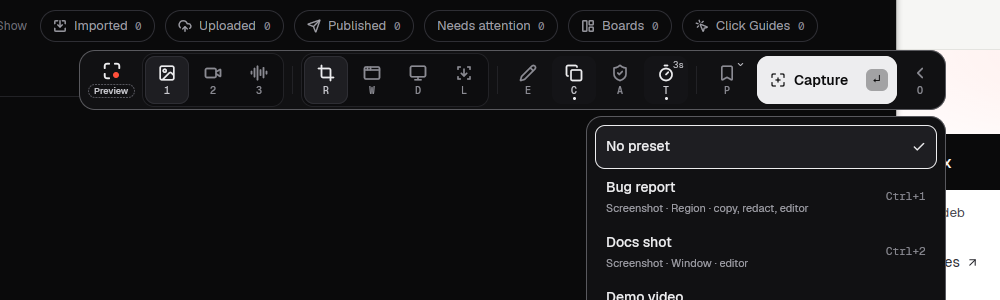 Show Imported 0 Uploaded 0 Published 0 Needs attention 0 Boards 0 Click Guides 0
Preview 1 2 3 R W D L E C A 3s T P Capture O
No preset
Bug report
Screenshot · Region · copy, redact, editor
Ctrl+1
Docs shot
Screenshot · Window · editor
Ctrl+2
Demo video
x
deb
es